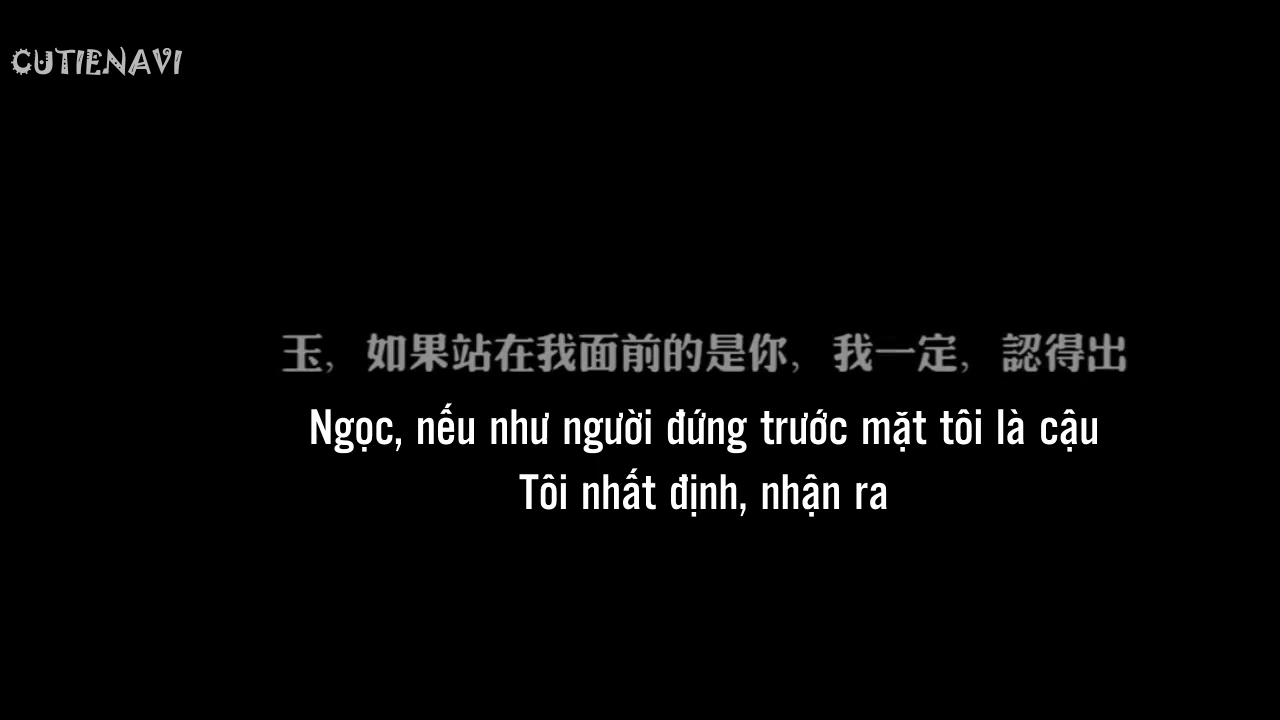 CUTIENAVI
玉，如果站在我面前的是你，我一定，認得出
Ngọc, nếu như người đứng trước mặt tôi là cậu
Tôi nhất định, nhận ra